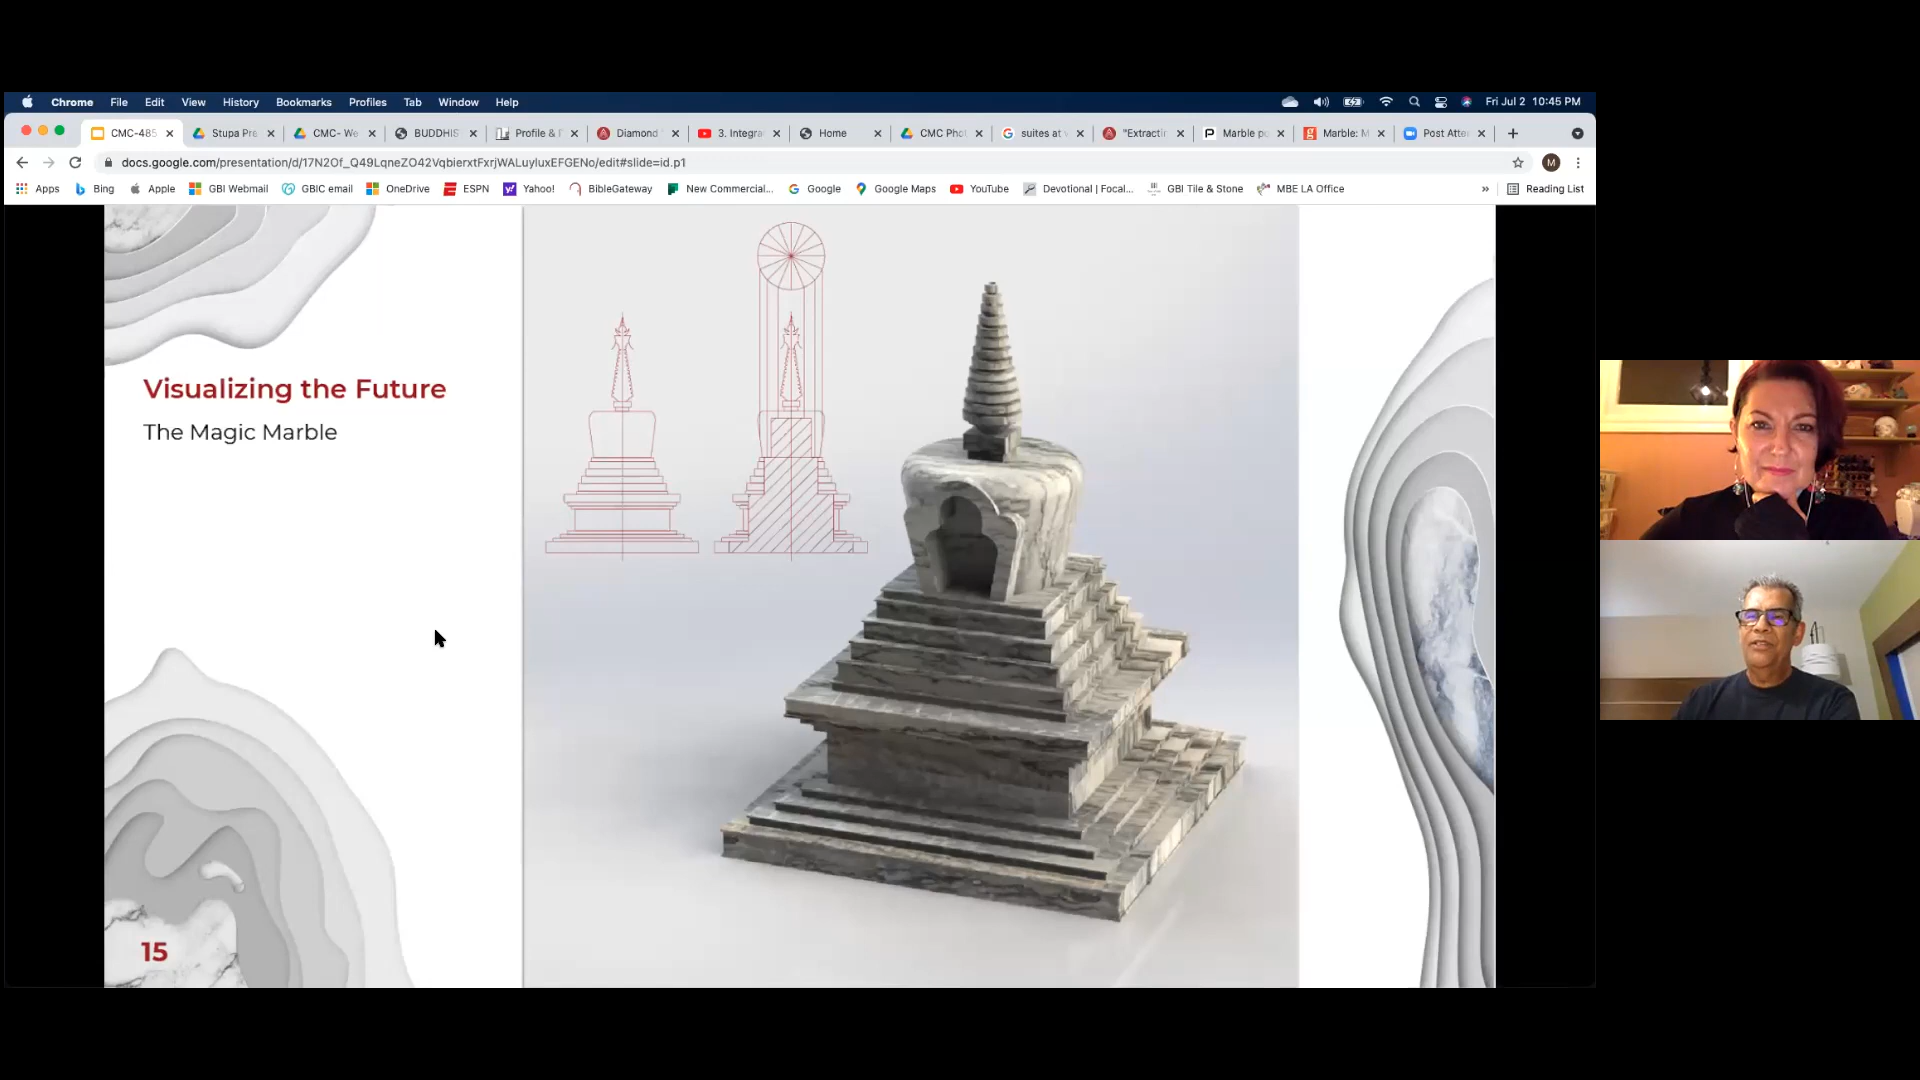 Chrome File Edit View History Bookmarks Profiles Tab Window Help Fri Jul 2 10:45 PM
CMC-485 Stupa Pre CMC- We BUDDHIS Profile & Diamond 3. Integra Home CMC Pho suites at "Extractin Marble po Marble: M Post Atte
docs.google.com/presentation/d/17N2Of_Q49LqneZO42VqbierxtFxrjWALuyluxEFGENo/edit#slide=id.p1 M
Apps Bing Apple GBI Webmail GBIC email OneDrive ESPN Yahoo! BibleGateway New Commercial... Google Google Maps YouTube Devotional | Focal... GBI Tile & Stone MBE LA Office » Reading List
Visualizing the Future
The Magic Marble
15